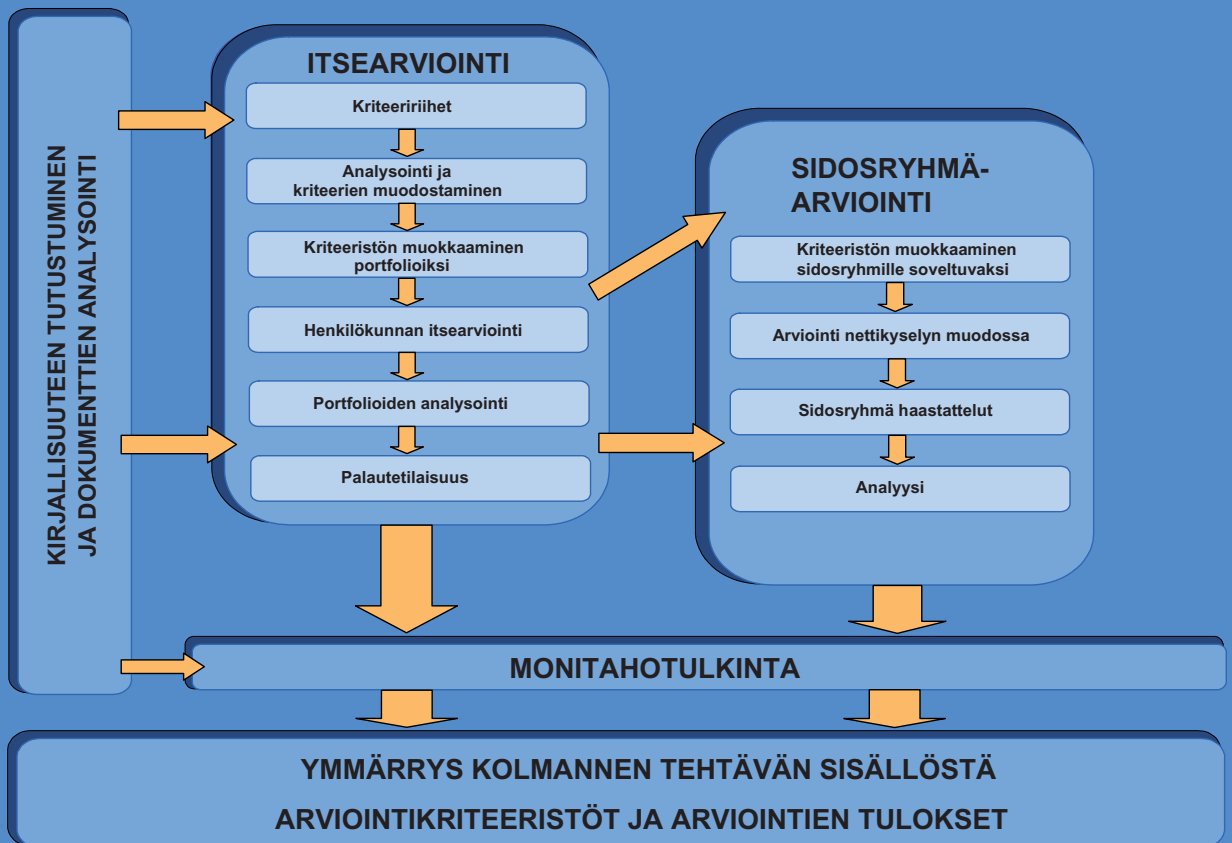 KIRJALLISUUTEEN TUTUSTUMINEN
JA DOKUMENTTIEN ANALYSOINTI
ITSEARVIOINTI
Kriteeririihet
Analysointi ja
kriteerien muodostaminen
Kriteeristön muokkaaminen
portfolioiksi
Henkilökunnan itsearviointi
Portfolioiden analysointi
Palautetilaisuus
SIDOSRYHMÄ-
ARVIOINTI
Kriteeristön muokkaaminen
sidosryhmille soveltuvaksi
Arviointi nettikyselyn muodossa
Sidosryhmä haastattelut
Analyysi
MONITAHOTULKINTA
YMMÄRRYS KOLMANNEN TEHTÄVÄN SISÄLLÖSTÄ
ARVIOINTIKRITEERISTÖT JA ARVIOINTIEN TULOKSET